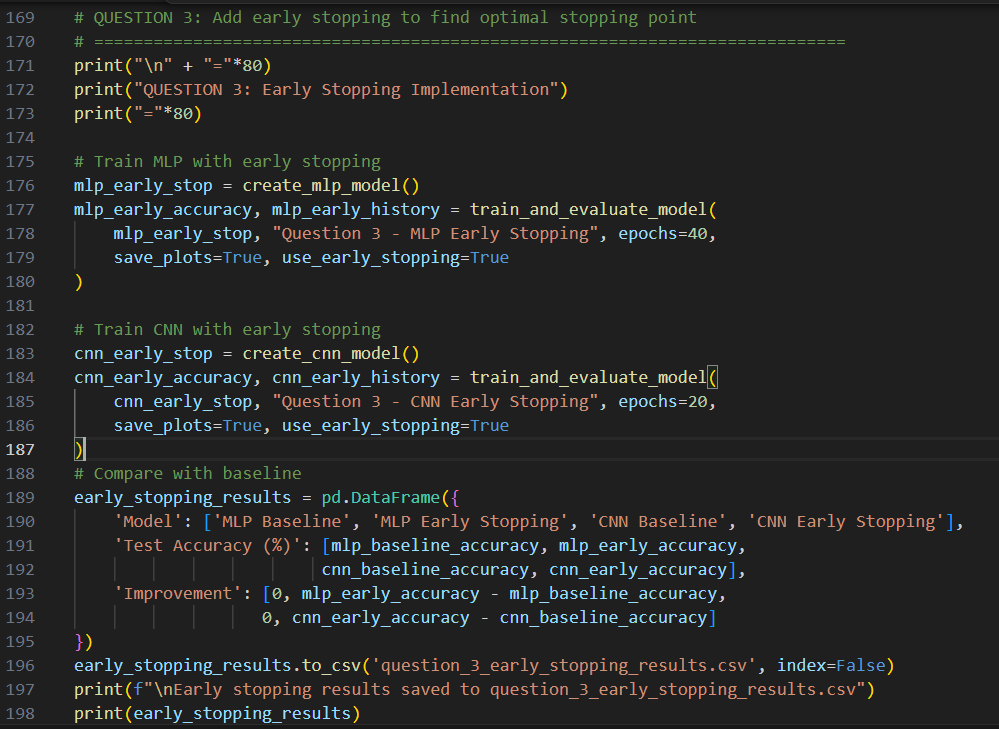 169 # QUESTION 3: Add early stopping to find optimal stopping point
170 # ============================================================================
171 print("\n" + "="*80)
172 print("QUESTION 3: Early Stopping Implementation")
173 print("="*80)
174
175 # Train MLP with early stopping
176 mlp_early_stop = create_mlp_model()
177 mlp_early_accuracy, mlp_early_history = train_and_evaluate_model(
178     mlp_early_stop, "Question 3 - MLP Early Stopping", epochs=40,
179     save_plots=True, use_early_stopping=True
180 )
181
182 # Train CNN with early stopping
183 cnn_early_stop = create_cnn_model()
184 cnn_early_accuracy, cnn_early_history = train_and_evaluate_model(
185     cnn_early_stop, "Question 3 - CNN Early Stopping", epochs=20,
186     save_plots=True, use_early_stopping=True
187 )
188 # Compare with baseline
189 early_stopping_results = pd.DataFrame({
190     'Model': ['MLP Baseline', 'MLP Early Stopping', 'CNN Baseline', 'CNN Early Stopping'],
191     'Test Accuracy (%)': [mlp_baseline_accuracy, mlp_early_accuracy,
192                          cnn_baseline_accuracy, cnn_early_accuracy],
193     'Improvement': [0, mlp_early_accuracy - mlp_baseline_accuracy,
194                    0, cnn_early_accuracy - cnn_baseline_accuracy]
195 })
196 early_stopping_results.to_csv('question_3_early_stopping_results.csv', index=False)
197 print(f"\nEarly stopping results saved to question_3_early_stopping_results.csv")
198 print(early_stopping_results)